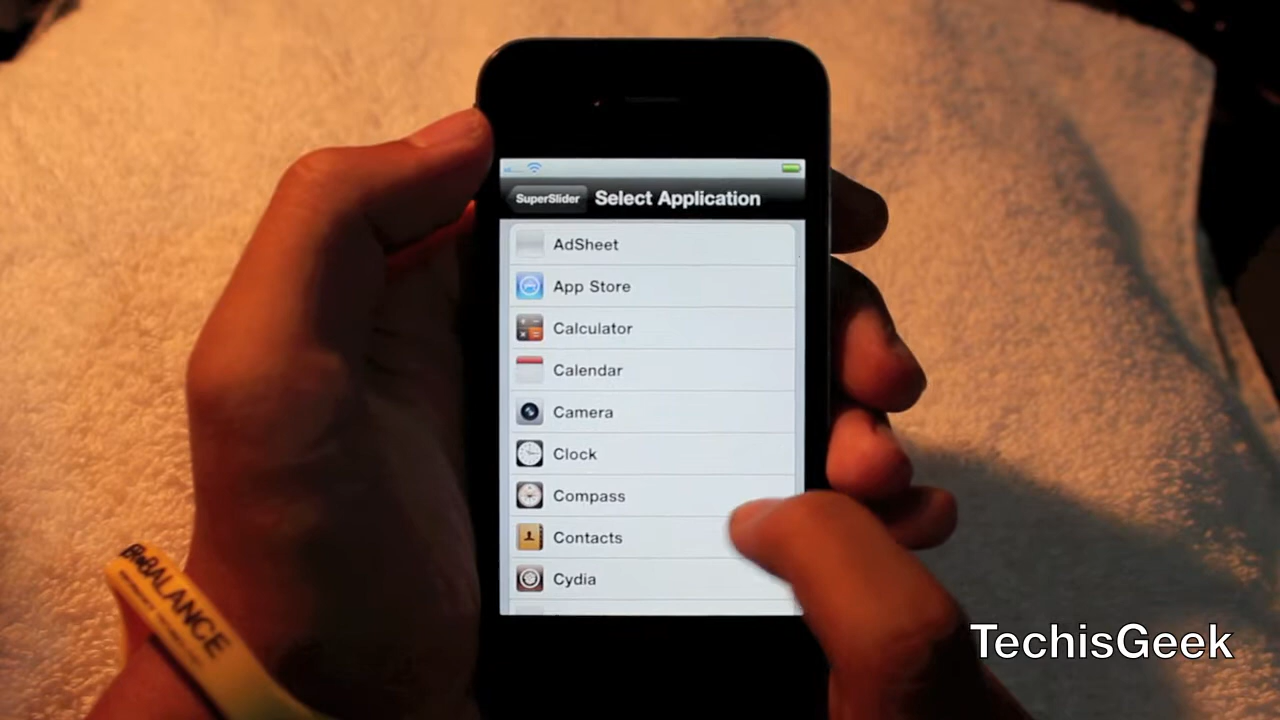 SuperSlider
Select Application
AdSheet
App Store
Calculator
Calendar
Camera
Clock
Compass
Contacts
Cydia
BALANCE
TechisGeek